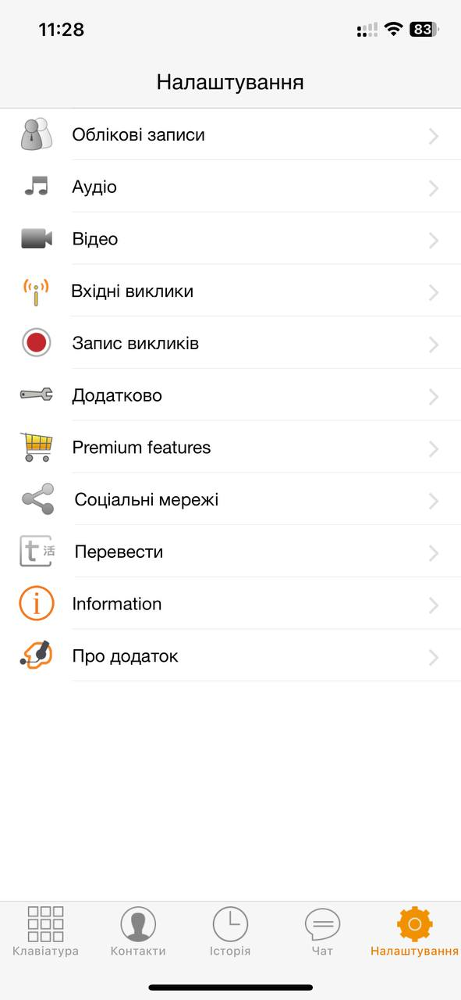 11:28
83
Налаштування
Облікові записи
Аудіо
Відео
Вхідні виклики
Запис викликів
Додатково
Premium features
Соціальні мережі
t 活
Перевести
i
Information
Про додаток
Клавіатура
Контакти
Історія
Чат
Налаштування